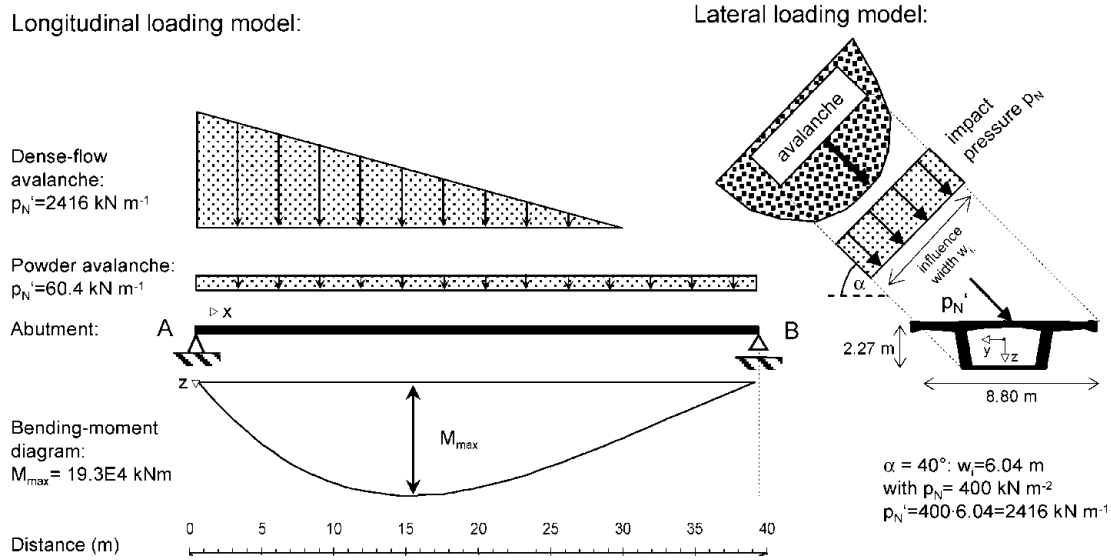 Longitudinal loading model:
Lateral loading model:
Dense-flow
avalanche:
p_N'=2416 kN m⁻¹
Powder avalanche:
p_N'=60.4 kN m⁻¹
▷ x
Abutment:
A
B
z
Bending-moment
diagram:
M_max= 19.3E4 kNm
M_max
Distance (m)
0 5 10 15 20 25 30 35 40
avalanche
impact
pressure p_N
influence
width w_i
α
p_N'
2.27 m
y
z
8.80 m
α = 40°: w_i=6.04 m
with p_N= 400 kN m⁻²
p_N'=400·6.04=2416 kN m⁻¹